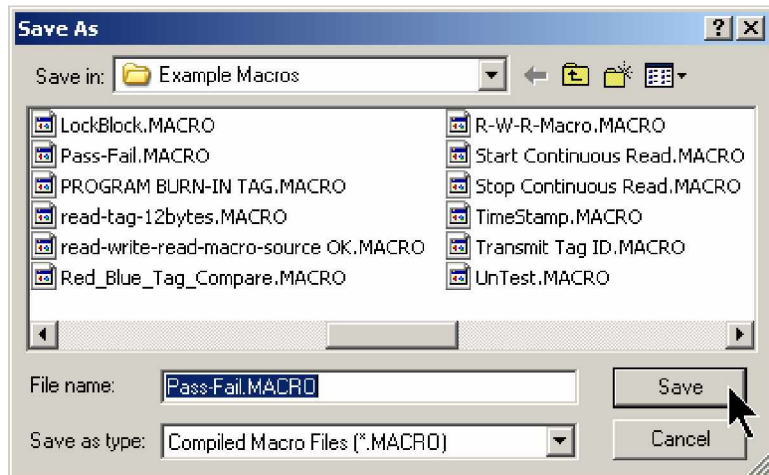 Save As
Save in: Example Macros
LockBlock.MACRO
Pass-Fail.MACRO
PROGRAM BURN-IN TAG.MACRO
read-tag-12bytes.MACRO
read-write-read-macro-source OK.MACRO
Red_Blue_Tag_Compare.MACRO
R-W-R-Macro.MACRO
Start Continuous Read.MACRO
Stop Continuous Read.MACRO
TimeStamp.MACRO
Transmit Tag ID.MACRO
UnTest.MACRO
File name: Pass-Fail.MACRO Save
Save as type: Compiled Macro Files (*.MACRO) Cancel